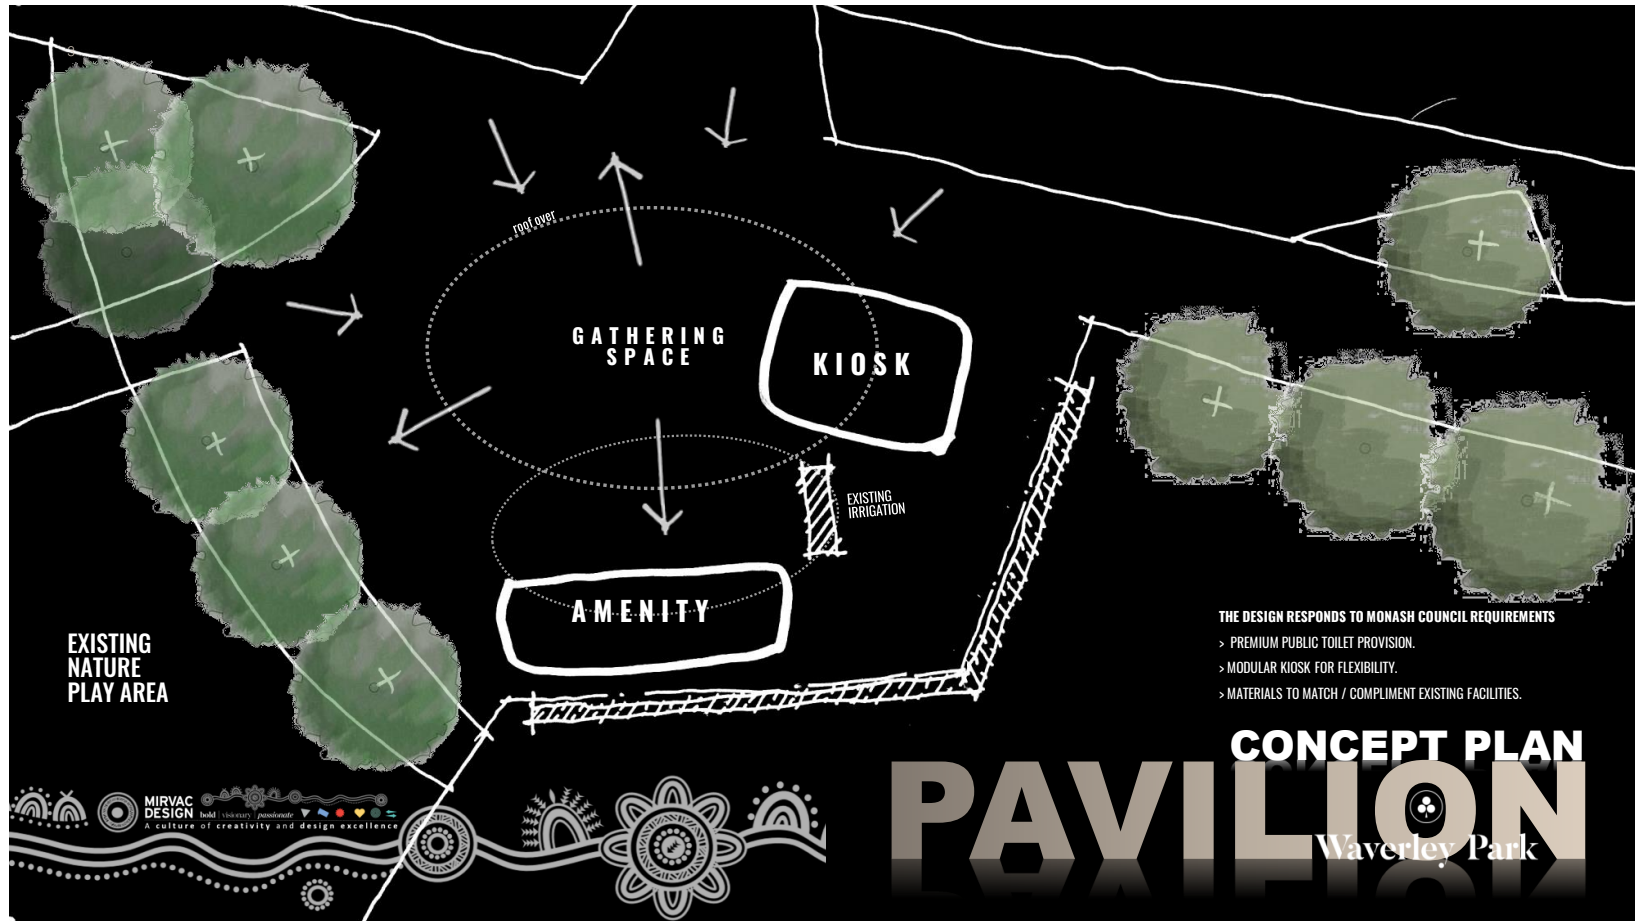 roof over
GATHERING
SPACE
KIOSK
EXISTING
IRRIGATION
AMENITY
EXISTING
NATURE
PLAY AREA
THE DESIGN RESPONDS TO MONASH COUNCIL REQUIREMENTS
> PREMIUM PUBLIC TOILET PROVISION.
> MODULAR KIOSK FOR FLEXIBILITY.
> MATERIALS TO MATCH / COMPLIMENT EXISTING FACILITIES.
CONCEPT PLAN
PAVILION
Waverley Park
MIRVAC
DESIGN bold | visionary | passionate
A culture of creativity and design excellence